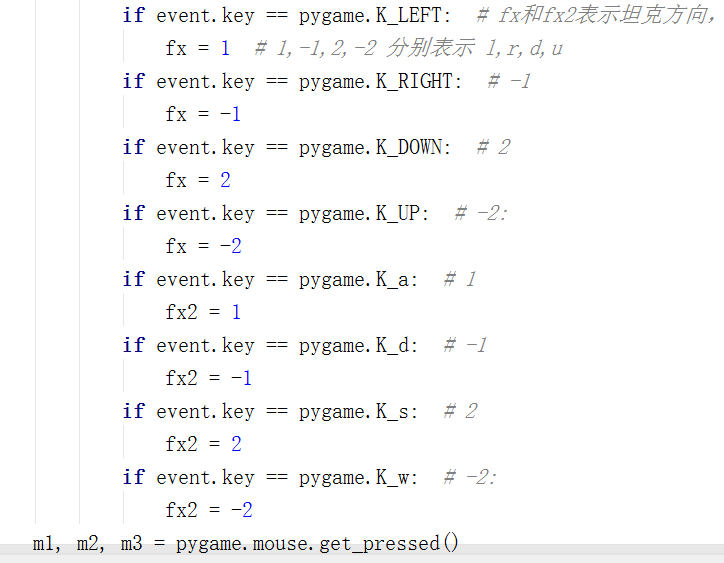 if event.key == pygame.K_LEFT:  # fx和fx2表示坦克方向，
fx = 1  # 1,-1,2,-2 分别表示 l,r,d,u
if event.key == pygame.K_RIGHT:  # -1
fx = -1
if event.key == pygame.K_DOWN:  # 2
fx = 2
if event.key == pygame.K_UP:  # -2:
fx = -2
if event.key == pygame.K_a:  # 1
fx2 = 1
if event.key == pygame.K_d:  # -1
fx2 = -1
if event.key == pygame.K_s:  # 2
fx2 = 2
if event.key == pygame.K_w:  # -2:
fx2 = -2
m1, m2, m3 = pygame.mouse.get_pressed()